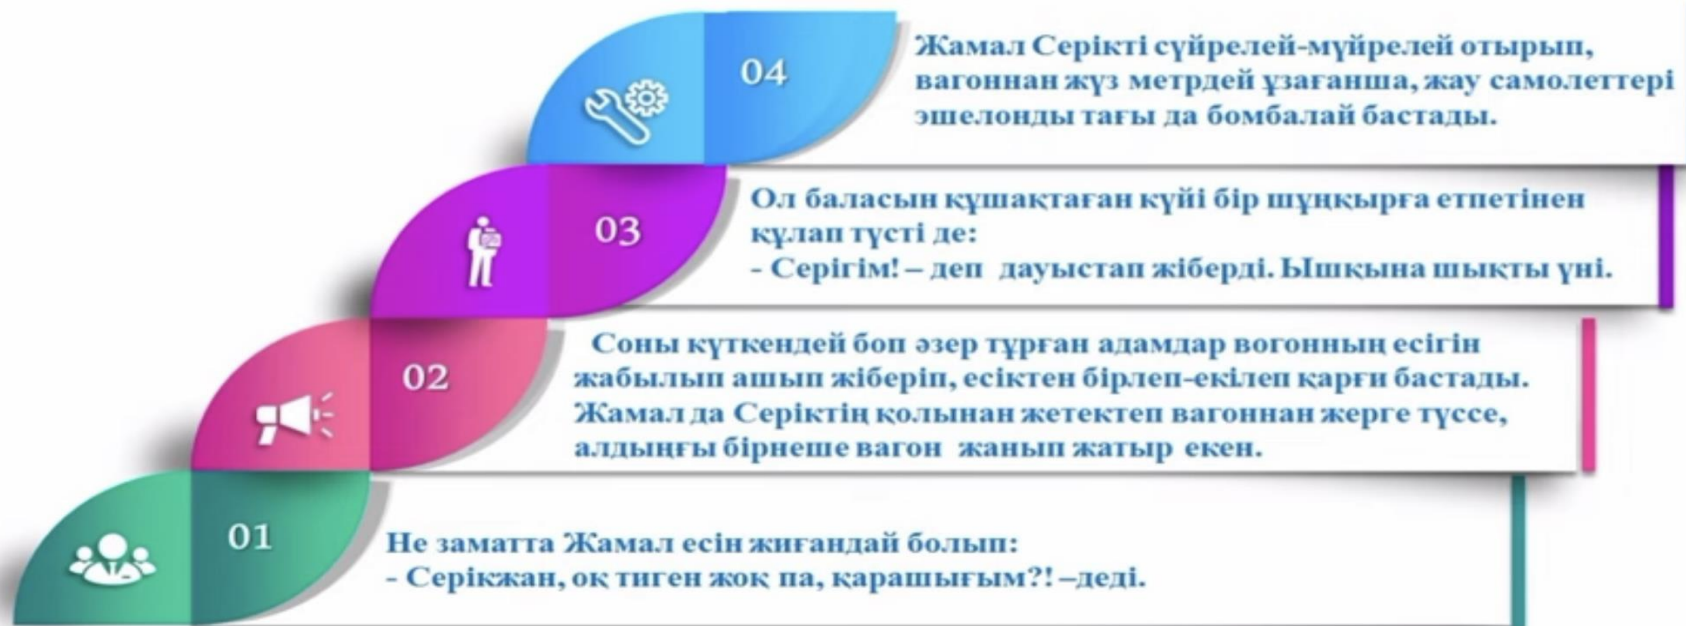 04
Жамал Серікті сүйрелей-мүйрелей отырып,
вагоннан жүз метрдей ұзағанша, жау самолеттері
эшелонды тағы да бомбалай бастады.
03
Ол баласын құшақтаған күйі бір шұңқырға етпетінен
құлап түсті де:
- Серігім! – деп дауыстап жіберді. Ышқына шықты үні.
02
Соны күткендей боп әзер тұрған адамдар вогонның есігін
жабылып ашып жіберіп, есіктен бірлеп-екілеп қарғи бастады.
Жамал да Серіктің қолынан жетектеп вагоннан жерге түссе,
алдыңғы бірнеше вагон жанып жатыр екен.
01
Не заматта Жамал есін жиғандай болып:
- Серікжан, оқ тиген жоқ па, қарашығым?! –деді.